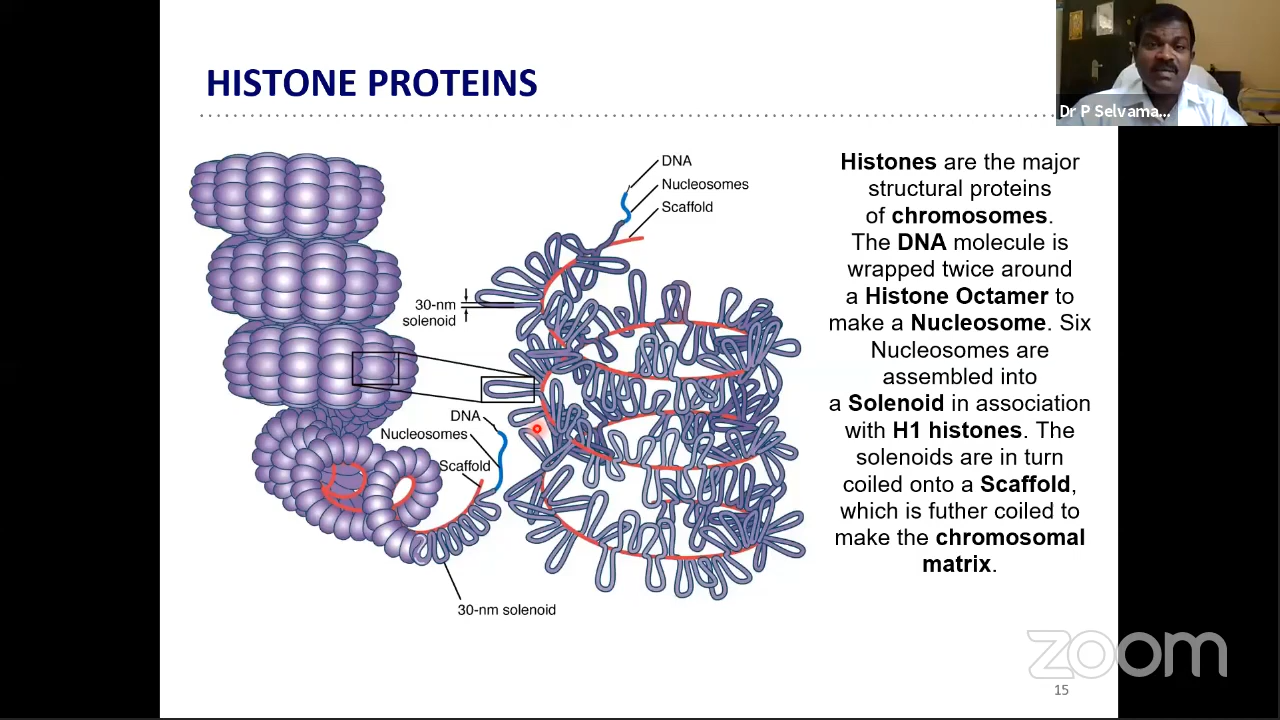 HISTONE PROTEINS
Dr P Selvama...
DNA
Nucleosomes
Scaffold
30-nm
solenoid
DNA
Nucleosomes
Scaffold
30-nm solenoid
Histones are the major
structural proteins
of chromosomes.
The DNA molecule is
wrapped twice around
a Histone Octamer to
make a Nucleosome. Six
Nucleosomes are
assembled into
a Solenoid in association
with H1 histones. The
solenoids are in turn
coiled onto a Scaffold,
which is futher coiled to
make the chromosomal
matrix.
zoom
15